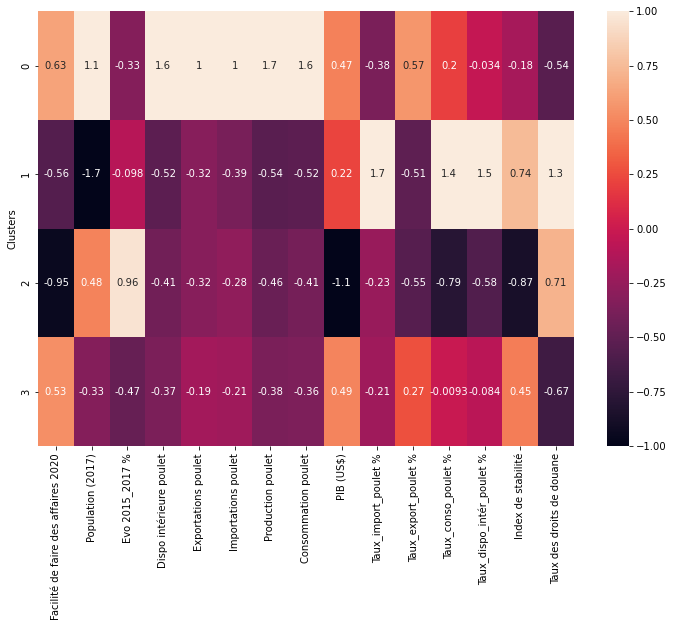 0 0.63 1.1 -0.33 1.6 1 1 1.7 1.6 0.47 -0.38 0.57 0.2 -0.034 -0.18 -0.54
1 -0.56 -1.7 -0.098 -0.52 -0.32 -0.39 -0.54 -0.52 0.22 1.7 -0.51 1.4 1.5 0.74 1.3
Clusters
2 -0.95 0.48 0.96 -0.41 -0.32 -0.28 -0.46 -0.41 -1.1 -0.23 -0.55 -0.79 -0.58 -0.87 0.71
3 0.53 -0.33 -0.47 -0.37 -0.19 -0.21 -0.38 -0.36 0.49 -0.21 0.27 -0.0093 -0.084 0.45 -0.67
Facilité de faire des affaires 2020
Population (2017)
Evo 2015_2017 %
Dispo intérieure poulet
Exportations poulet
Importations poulet
Production poulet
Consommation poulet
PIB (US$)
Taux_import_poulet %
Taux_export_poulet %
Taux_conso_poulet %
Taux_dispo_intér_poulet %
Index de stabilité
Taux des droits de douane
1.00
0.75
0.50
0.25
0.00
-0.25
-0.50
-0.75
-1.00